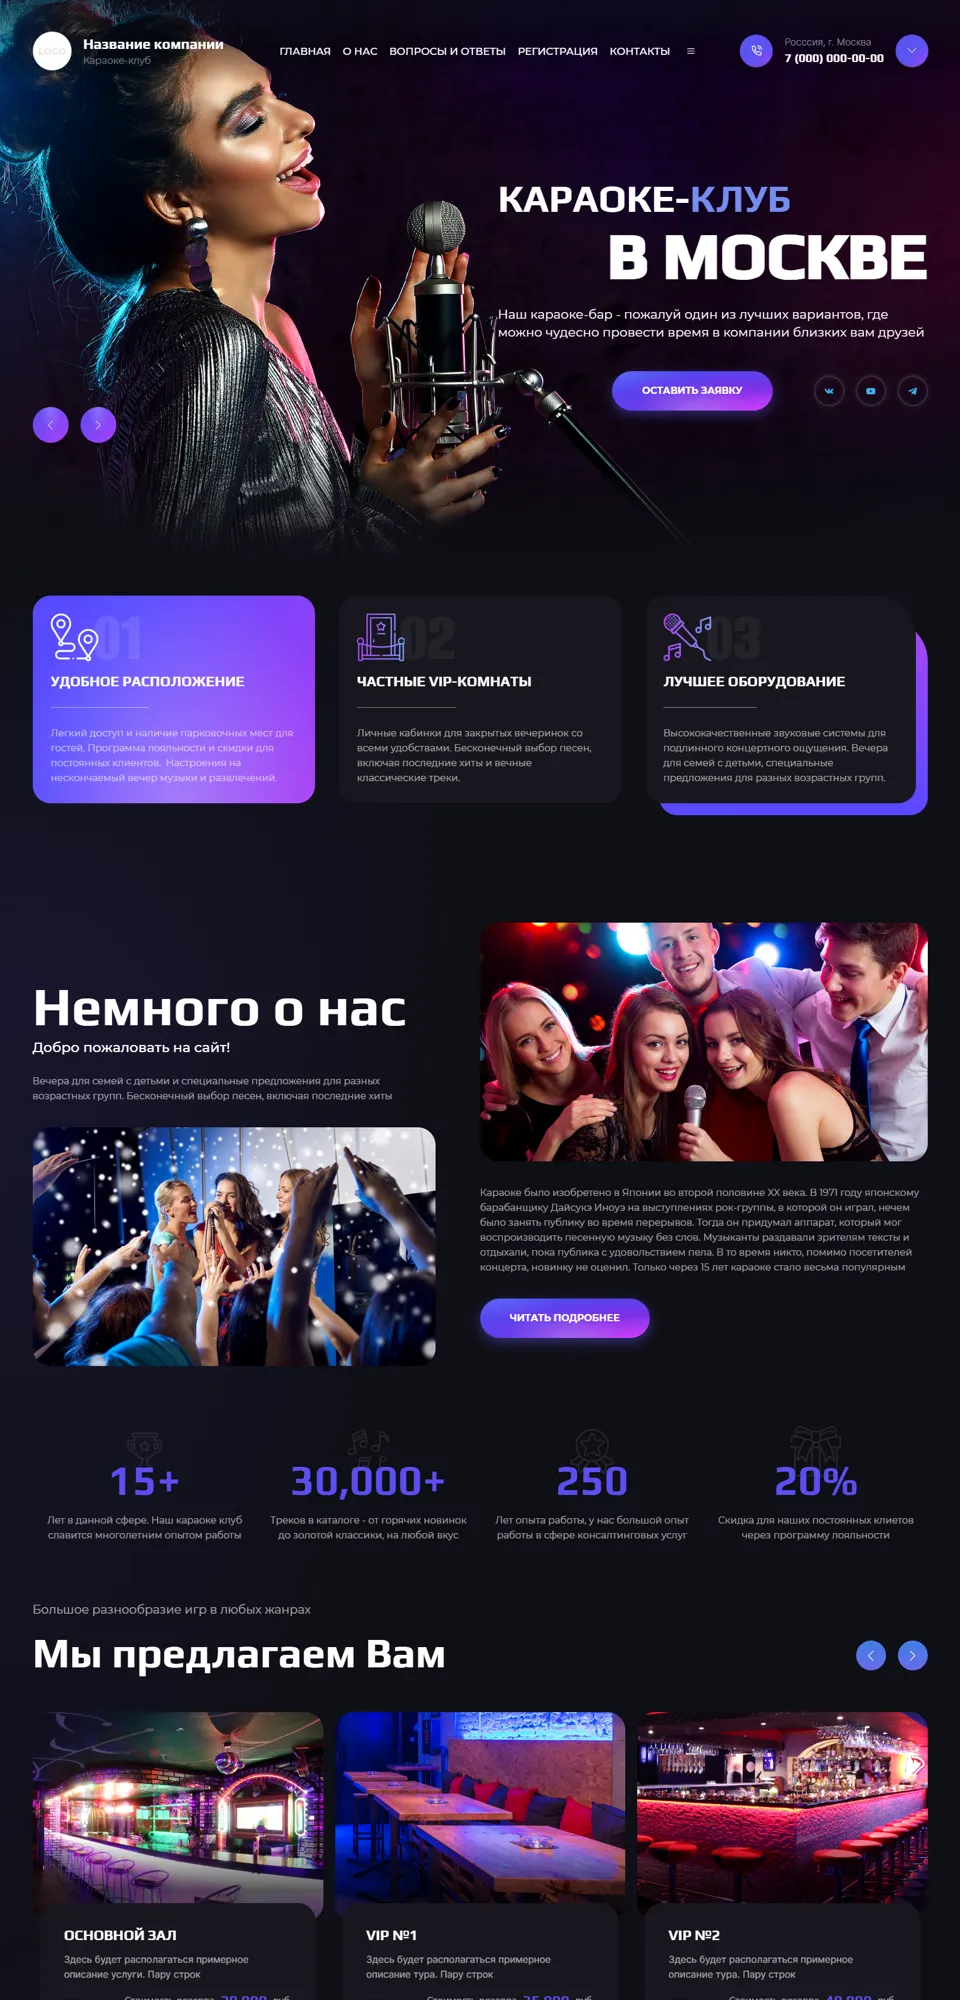 LOGO
Название компании
Караоке-клуб
ГЛАВНАЯ О НАС ВОПРОСЫ И ОТВЕТЫ РЕГИСТРАЦИЯ КОНТАКТЫ
Росссия, г. Москва
7 (000) 000-00-00
КАРАОКЕ-КЛУБ
В МОСКВЕ
Наш караоке-бар - пожалуй один из лучших вариантов, где
можно чудесно провести время в компании близких вам друзей
ОСТАВИТЬ ЗАЯВКУ
01
УДОБНОЕ РАСПОЛОЖЕНИЕ
Легкий доступ и наличие парковочных мест для
гостей. Программа лояльности и скидки для
постоянных клиентов. Настроения на
нескончаемый вечер музыки и развлечений.
02
ЧАСТНЫЕ VIP-КОМНАТЫ
Личные кабинки для закрытых вечеринок со
всеми удобствами. Бесконечный выбор песен,
включая последние хиты и вечные
классические треки.
03
ЛУЧШЕЕ ОБОРУДОВАНИЕ
Высококачественные звуковые системы для
подлинного концертного ощущения. Вечера
для семей с детьми, специальные
предложения для разных возрастных групп.
Немного о нас
Добро пожаловать на сайт!
Вечера для семей с детьми и специальные предложения для разных
возрастных групп. Бесконечный выбор песен, включая последние хиты
Караоке было изобретено в Японии во второй половине XX века. В 1971 году японскому
барабанщику Дайсукэ Иноуэ на выступлениях рок-группы, в которой он играл, нечем
было занять публику во время перерывов. Тогда он придумал аппарат, который мог
воспроизводить песенную музыку без слов. Музыканты раздавали зрителям тексты и
отдыхали, пока публика с удовольствием пела. В то время никто, помимо посетителей
концерта, новинку не оценил. Только через 15 лет караоке стало весьма популярным
ЧИТАТЬ ПОДРОБНЕЕ
15+
Лет в данной сфере. Наш караоке клуб
славится многолетним опытом работы
30,000+
Треков в каталоге - от горячих новинок
до золотой классики, на любой вкус
250
Лет опыта работы, у нас большой опыт
работы в сфере консалтинговых услуг
20%
Скидка для наших постоянных клиетов
через программу лояльности
Большое разнообразие игр в любых жанрах
Мы предлагаем Вам
ОСНОВНОЙ ЗАЛ
Здесь будет располагаться примерное
описание услуги. Пару строк
VIP №1
Здесь будет располагаться примерное
описание тура. Пару строк
VIP №2
Здесь будет располагаться примерное
описание тура. Пару строк